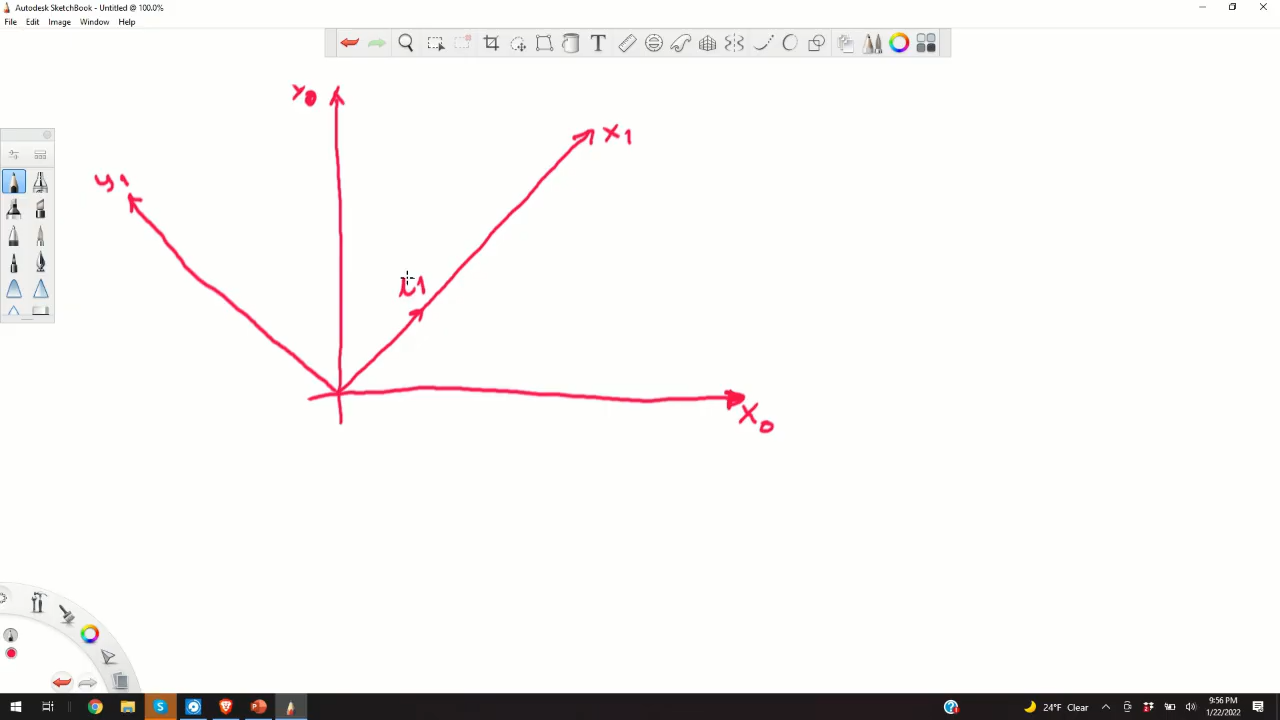 Autodesk SketchBook - Untitled @ 100.0%
File Edit Image Window Help
T
Y0
X1
y1
i1
X0
S
24°F Clear
9:56 PM
1/22/2022